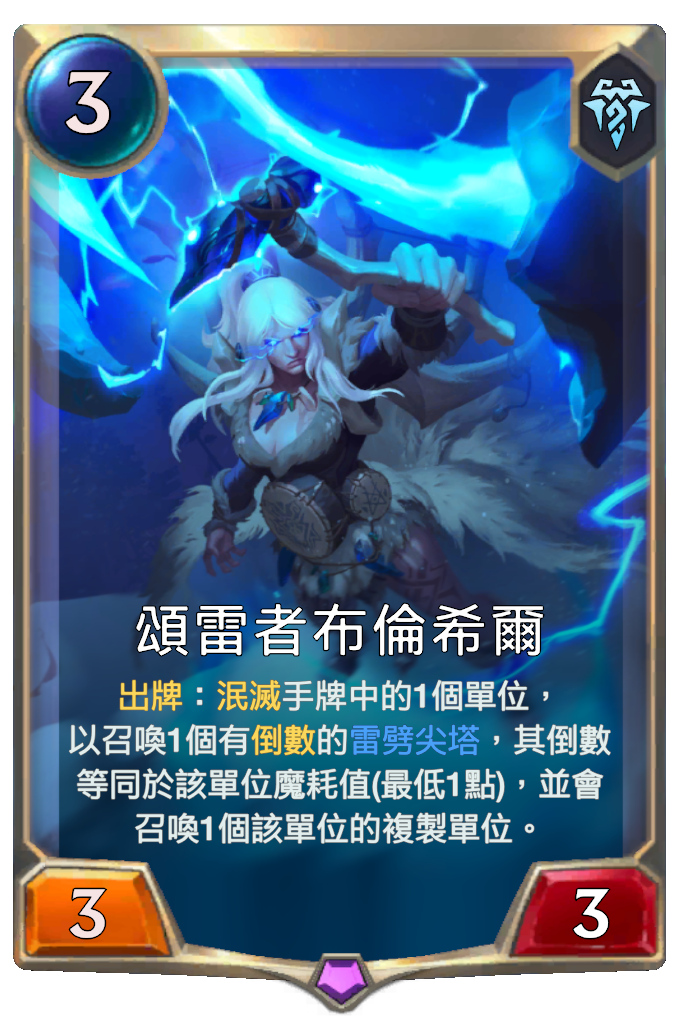 3
頌雷者布倫希爾
出牌：泯滅手牌中的1個單位，
以召喚1個有倒數的雷劈尖塔，其倒數
等同於該單位魔耗值(最低1點)，並會
召喚1個該單位的複製單位。
3
3